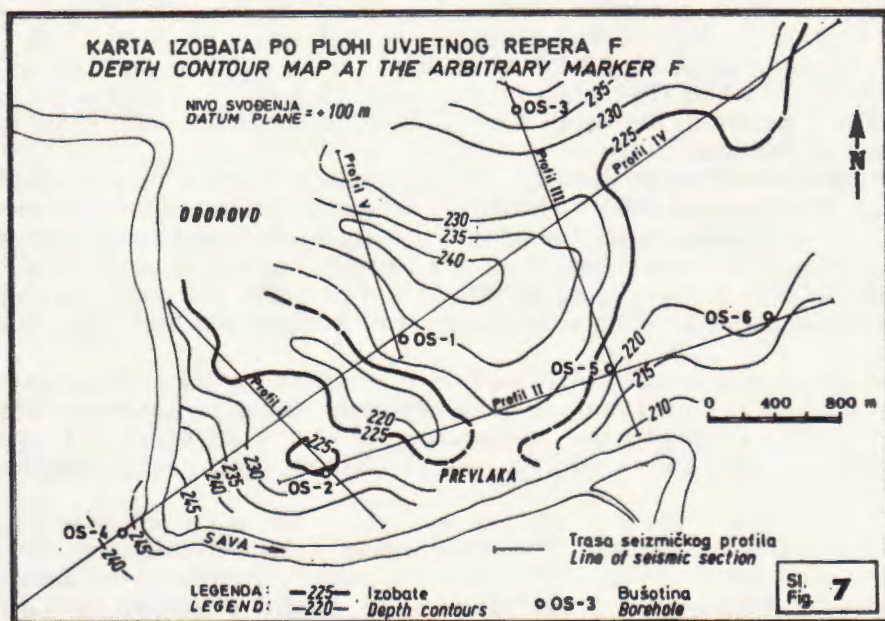 KARTA IZOBATA PO PLOHI UVJETNOG REPERA F
DEPTH CONTOUR MAP AT THE ARBITRARY MARKER F
NIVO SVOĐENJA
DATUM PLANE = +100 m
OS-3
235
230
225
Profil IV
Profil III
Profil V
N
OBOROVO
230
235
240
OS-1
OS-6
OS-5
220
215
210
0 400 800 m
Profil II
Profil I
220
225
225
OS-2
PREVLAKA
230
235
240
245
OS-4
245
240
SAVA
Trasa seizmičkog profila
Line of seismic section
LEGENDA: 225 Izobate
LEGEND: 220 Depth contours
OS-3 Bušotina
Borehole
Sl.
Fig. 7